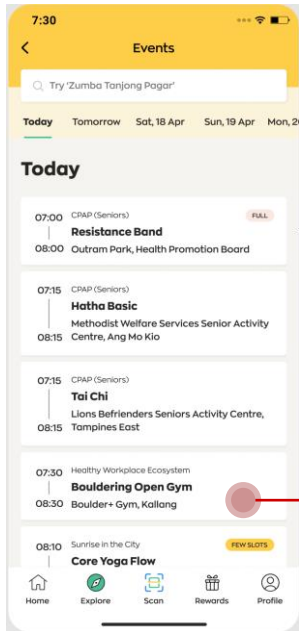 7:30
Events
Try 'Zumba Tanjong Pagar'
Today Tomorrow Sat, 18 Apr Sun, 19 Apr Mon, 2
Today
07:00 CPAP (Seniors) FULL
Resistance Band
08:00 Outram Park, Health Promotion Board
07:15 CPAP (Seniors)
Hatha Basic
Methodist Welfare Services Senior Activity
08:15 Centre, Ang Mo Kio
07:15 CPAP (Seniors)
Tai Chi
Lions Befrienders Seniors Activity Centre,
08:15 Tampines East
07:30 Healthy Workplace Ecosystem
Bouldering Open Gym
08:30 Boulder+ Gym, Kallang
08:10 Sunrise in the City FEW SLOTS
Core Yoga Flow
Home Explore Scan Rewards Profile